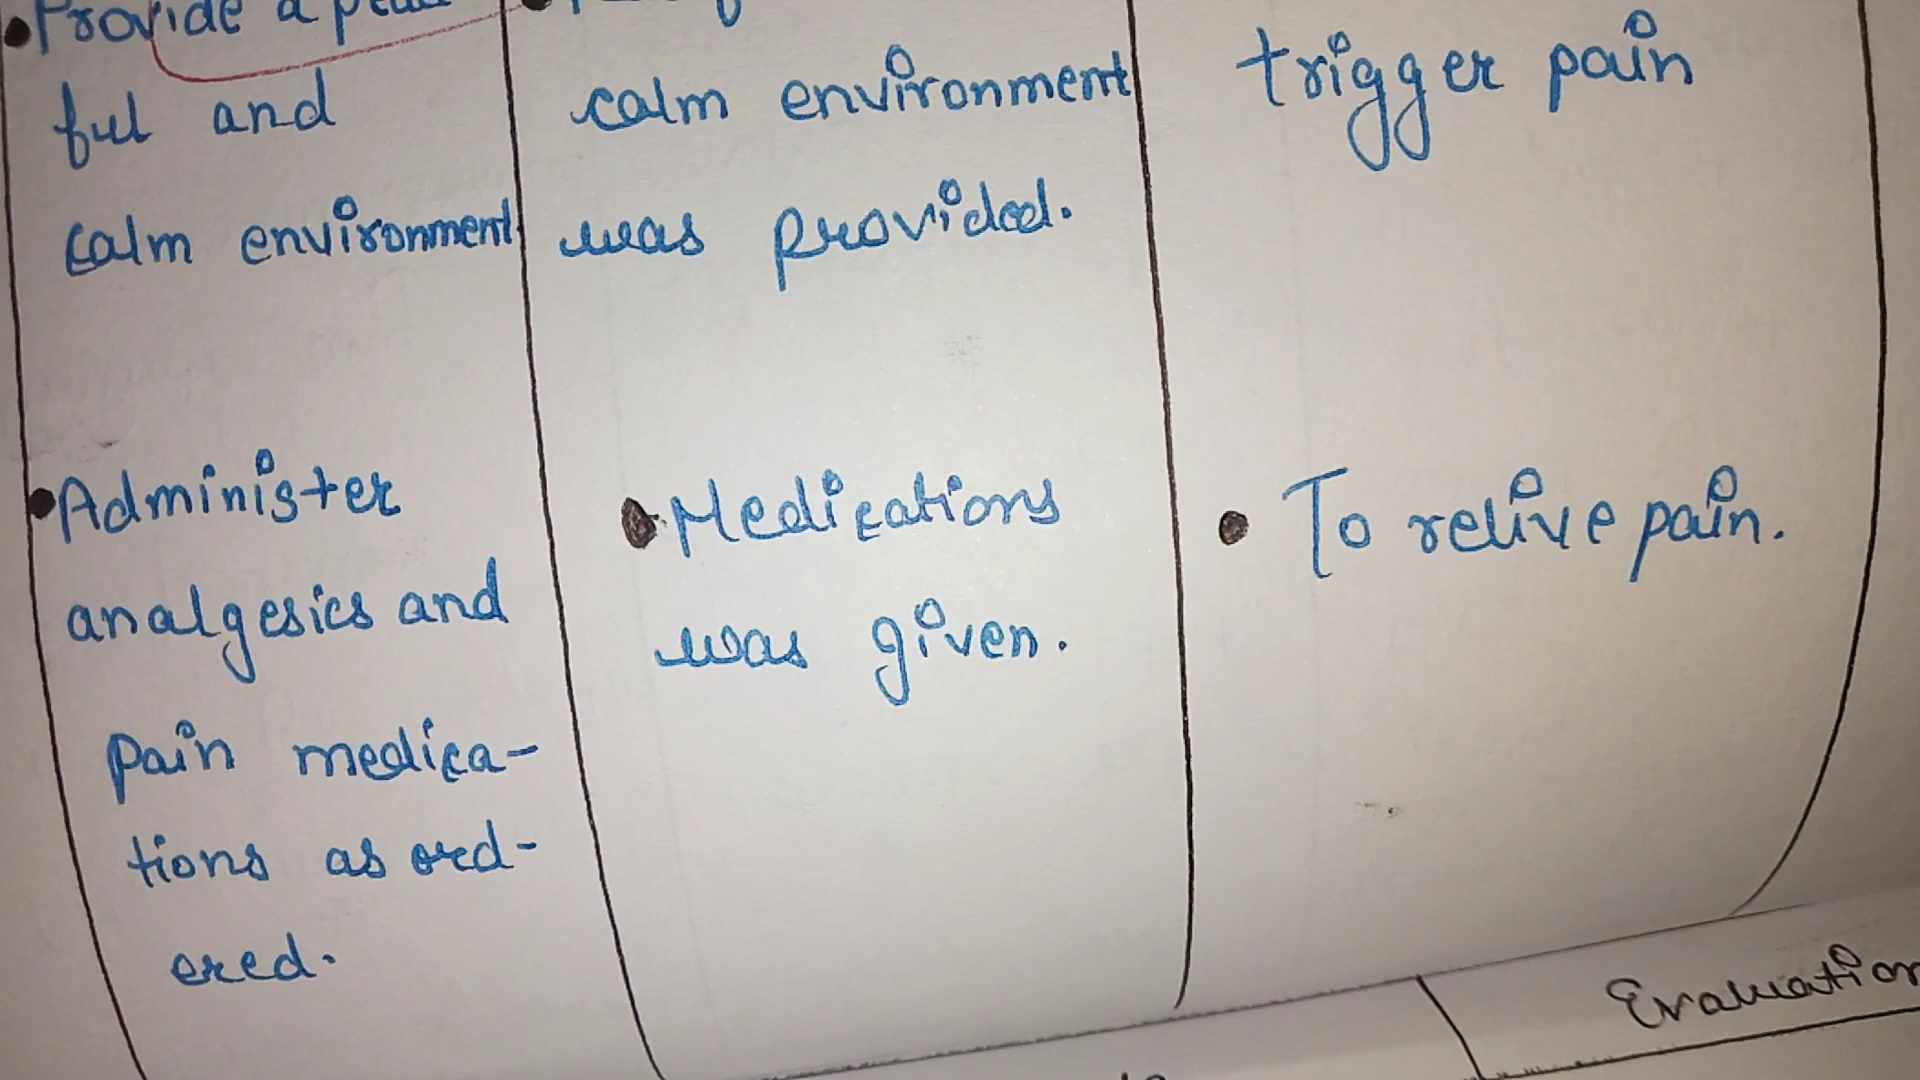 Provide a
ful and
calm environment
calm environment
was provided.
trigger pain
Administer
analgesics and
pain medica-
tions as ord-
ered.
Medications
was given.
To relive pain.
Evaluation